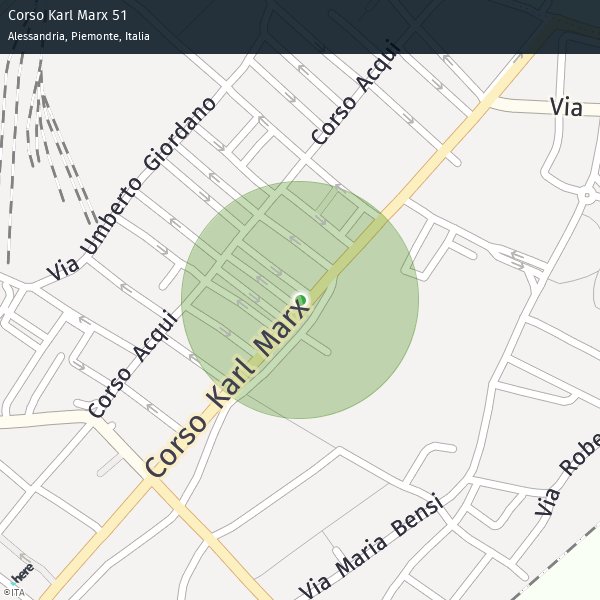 Corso Karl Marx 51
Alessandria, Piemonte, Italia
Via
Corso Acqui
Via Umberto Giordano
Corso Acqui
Corso Karl Marx
Via Robe
Via Maria Bensi
here
©ITA